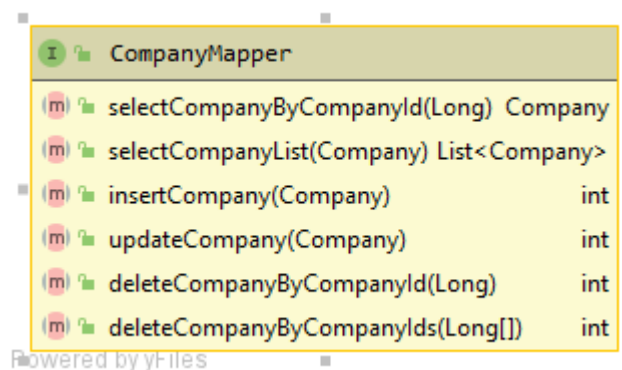 I CompanyMapper
m selectCompanyByCompanyId(Long) Company
m selectCompanyList(Company) List<Company>
m insertCompany(Company) int
m updateCompany(Company) int
m deleteCompanyByCompanyId(Long) int
m deleteCompanyByCompanyIds(Long[]) int
Powered by yFiles